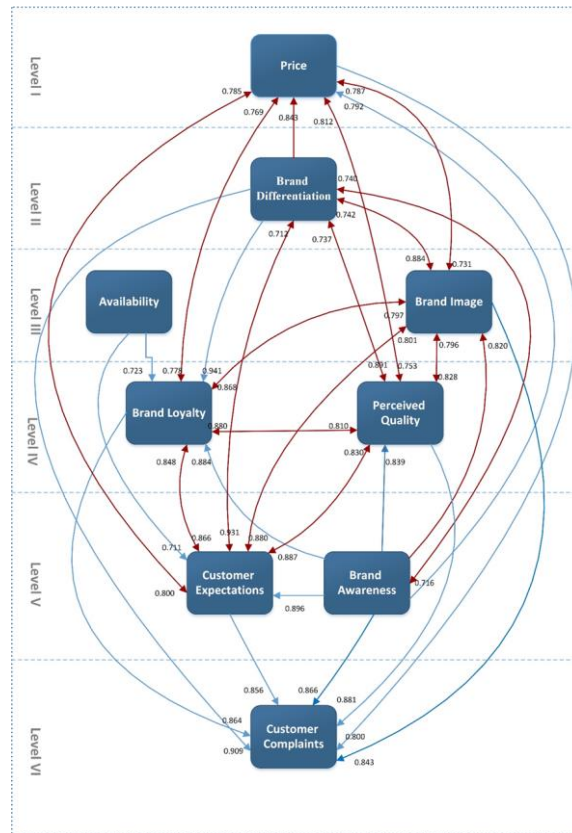 Level I
Price
0.785
0.787
0.769
0.792
0.843
0.812
Level II
Brand
Differentiation
0.740
0.742
0.712
0.737
0.884
0.731
Level III
Availability
Brand Image
0.797
0.801
0.796
0.820
0.723
0.778
0.941
0.891
0.753
0.868
0.828
Level IV
Brand Loyalty
Perceived
Quality
0.880
0.810
0.848
0.884
0.830
0.839
0.711
0.866
0.931
0.880
0.887
Level V
Customer
Expectations
Brand
Awareness
0.716
0.800
0.896
0.856
0.866
0.881
Level VI
0.864
Customer
Complaints
0.800
0.909
0.843